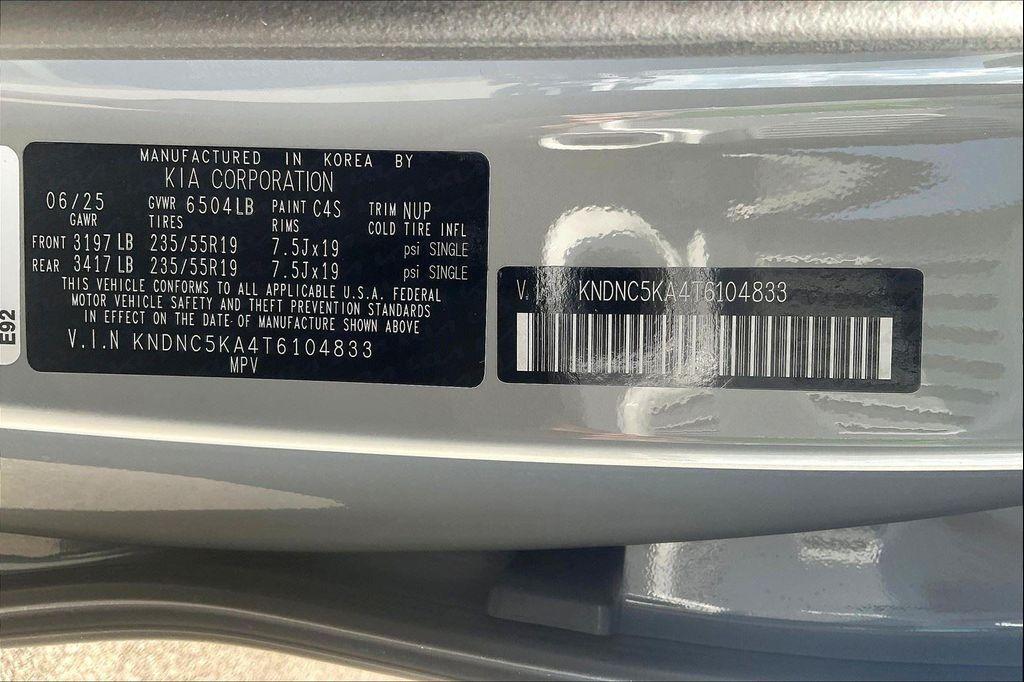 MANUFACTURED IN KOREA BY
KIA CORPORATION
06/25 GVWR 6504LB PAINT C4S TRIM NUP
GAWR TIRES RIMS COLD TIRE INFL
FRONT 3197 LB 235/55R19 7.5Jx19 psi SINGLE
REAR 3417 LB 235/55R19 7.5Jx19 psi SINGLE
THIS VEHICLE CONFORMS TO ALL APPLICABLE U.S.A. FEDERAL
MOTOR VEHICLE SAFETY AND THEFT PREVENTION STANDARDS
IN EFFECT ON THE DATE OF MANUFACTURE SHOWN ABOVE
V.I.N KNDNC5KA4T6104833
MPV
E92
KNDNC5KA4T6104833